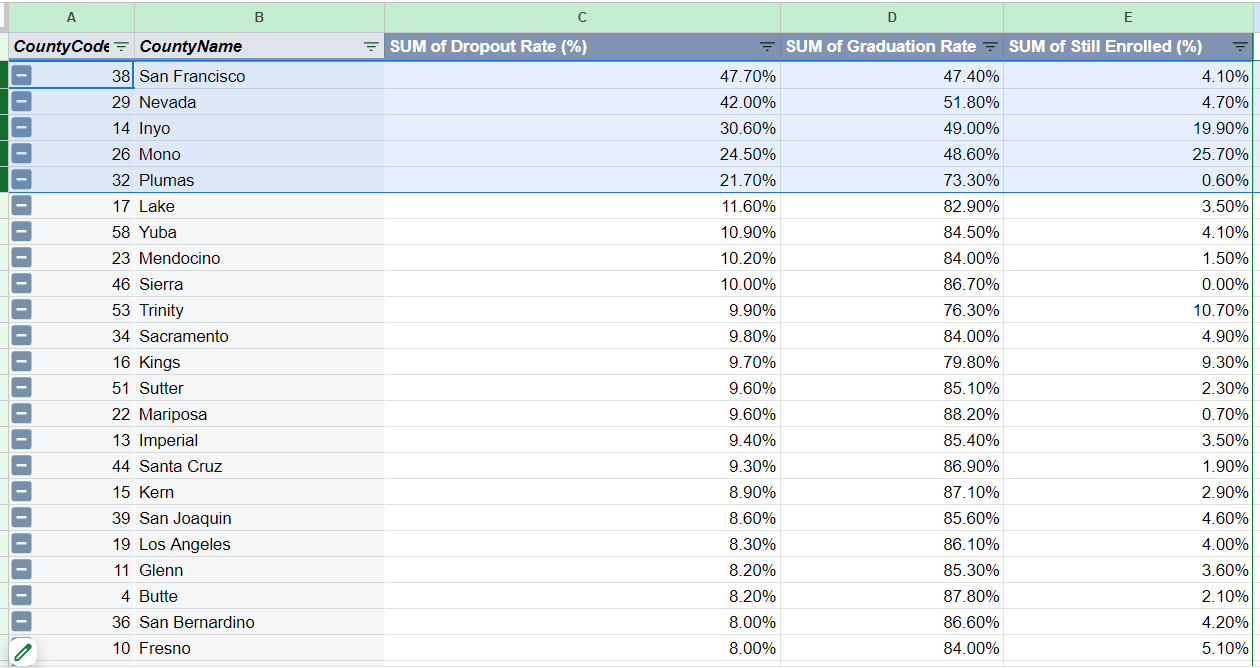 A B C D E
CountyCode CountyName SUM of Dropout Rate (%) SUM of Graduation Rate SUM of Still Enrolled (%)
38 San Francisco 47.70% 47.40% 4.10%
29 Nevada 42.00% 51.80% 4.70%
14 Inyo 30.60% 49.00% 19.90%
26 Mono 24.50% 48.60% 25.70%
32 Plumas 21.70% 73.30% 0.60%
17 Lake 11.60% 82.90% 3.50%
58 Yuba 10.90% 84.50% 4.10%
23 Mendocino 10.20% 84.00% 1.50%
46 Sierra 10.00% 86.70% 0.00%
53 Trinity 9.90% 76.30% 10.70%
34 Sacramento 9.80% 84.00% 4.90%
16 Kings 9.70% 79.80% 9.30%
51 Sutter 9.60% 85.10% 2.30%
22 Mariposa 9.60% 88.20% 0.70%
13 Imperial 9.40% 85.40% 3.50%
44 Santa Cruz 9.30% 86.90% 1.90%
15 Kern 8.90% 87.10% 2.90%
39 San Joaquin 8.60% 85.60% 4.60%
19 Los Angeles 8.30% 86.10% 4.00%
11 Glenn 8.20% 85.30% 3.60%
4 Butte 8.20% 87.80% 2.10%
36 San Bernardino 8.00% 86.60% 4.20%
10 Fresno 8.00% 84.00% 5.10%